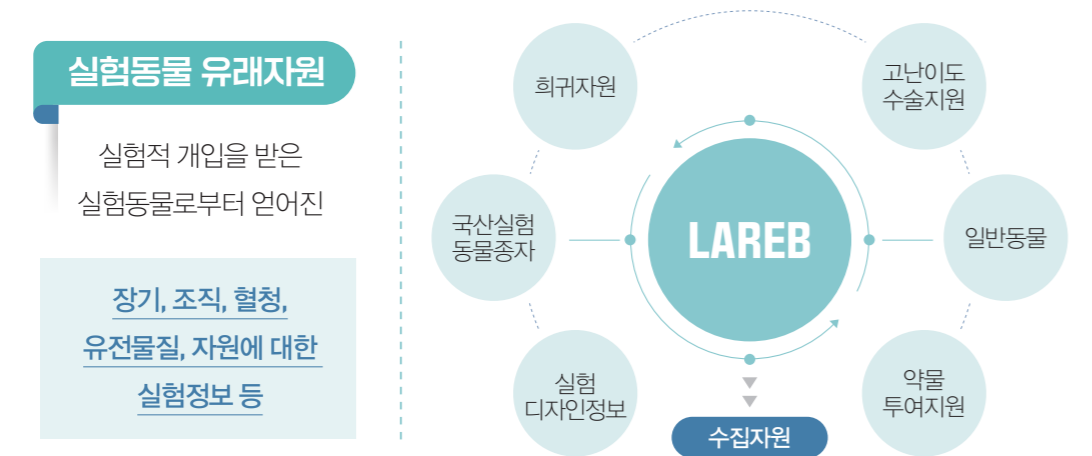 실험동물 유래자원
실험적 개입을 받은
실험동물로부터 얻어진
장기, 조직, 혈청,
유전물질, 자원에 대한
실험정보 등
희귀자원
고난이도
수술지원
국산실험
동물종자
LAREB
일반동물
실험
디자인정보
약물
투여지원
수집자원